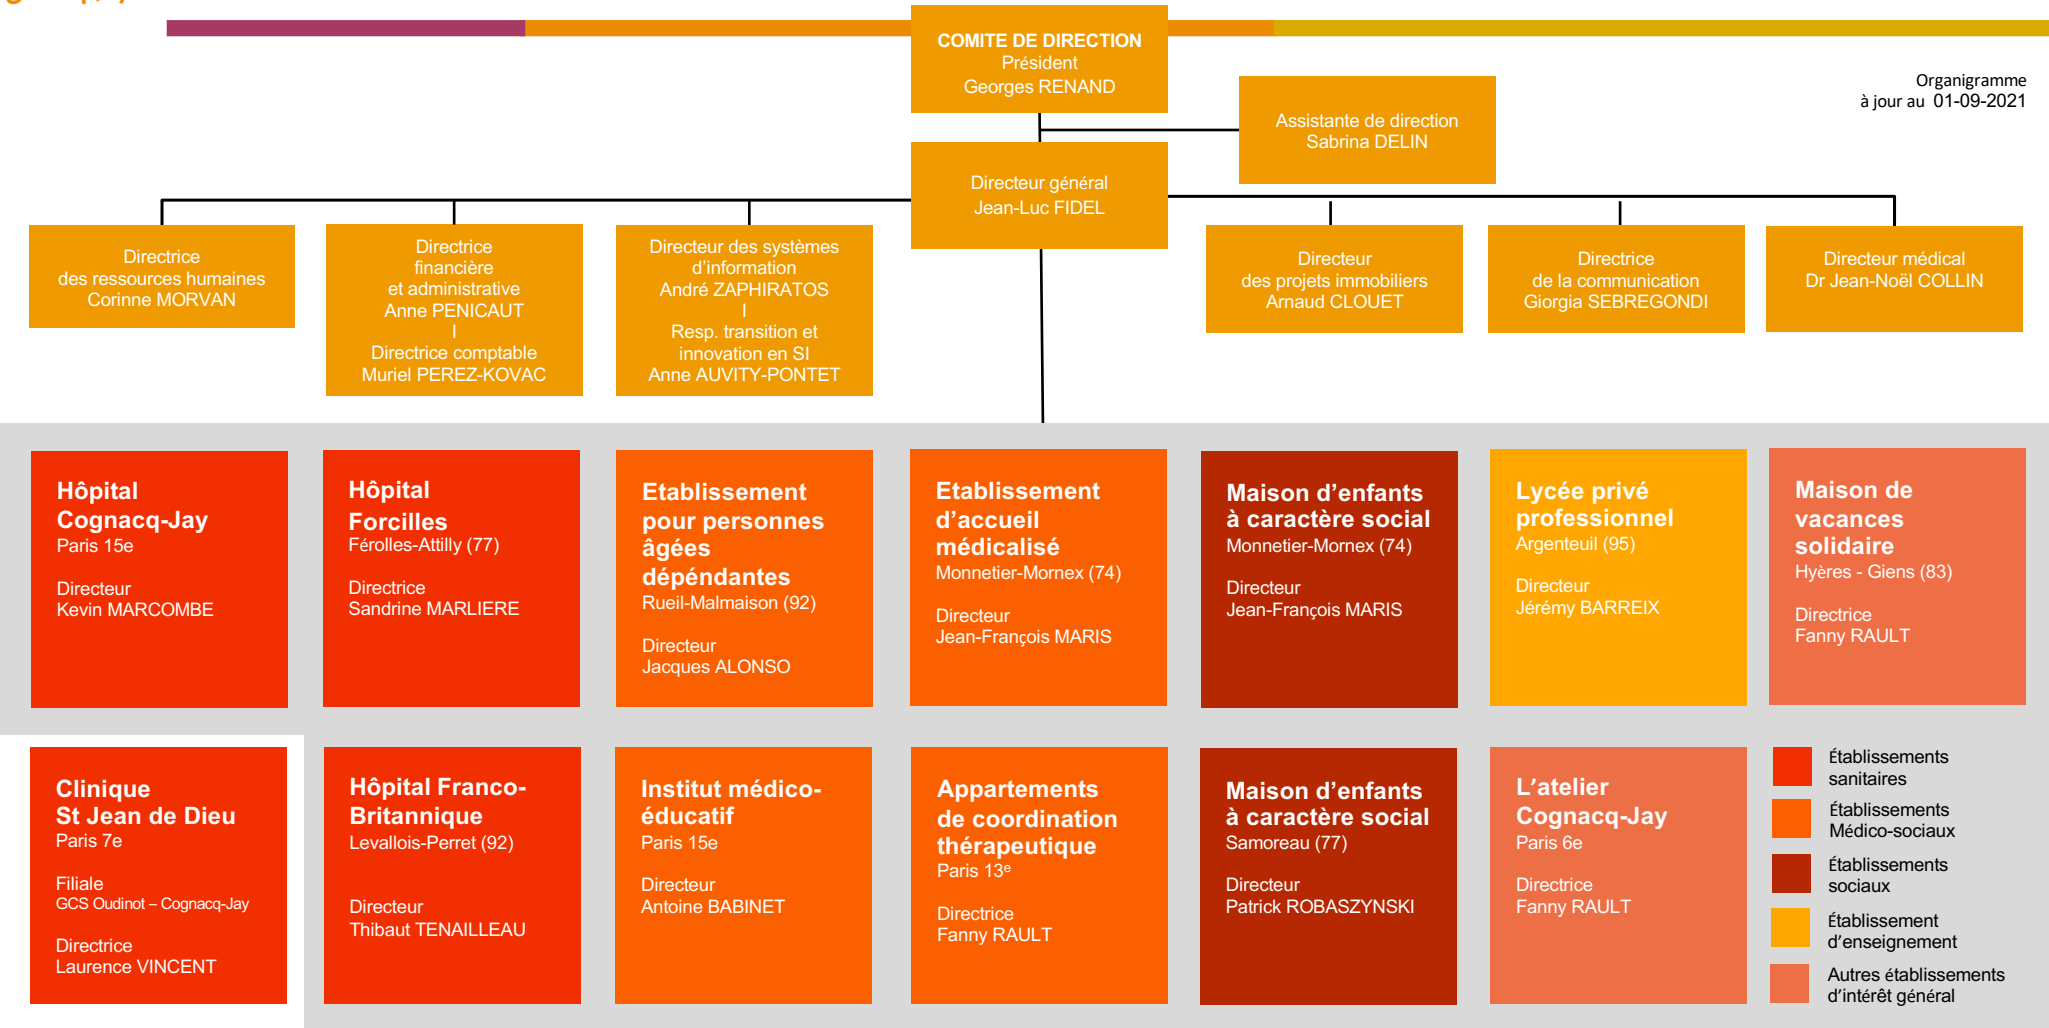 COMITE DE DIRECTION
Président
Georges RENAND
Organigramme
à jour au 01-09-2021
Assistante de direction
Sabrina DELIN
Directeur général
Jean-Luc FIDEL
Directrice
des ressources humaines
Corinne MORVAN
Directrice
financière
et administrative
Anne PENICAUT
I
Directrice comptable
Muriel PEREZ-KOVAC
Directeur des systèmes
d'information
André ZAPHIRATOS
I
Resp. transition et
innovation en SI
Anne AUVITY-PONTET
Directeur
des projets immobiliers
Arnaud CLOUET
Directrice
de la communication
Giorgia SEBREGONDI
Directeur médical
Dr Jean-Noël COLLIN
Hôpital
Cognacq-Jay
Paris 15e
Directeur
Kevin MARCOMBE
Hôpital
Forcilles
Férolles-Attilly (77)
Directrice
Sandrine MARLIERE
Etablissement
pour personnes
âgées
dépéndantes
Rueil-Malmaison (92)
Directeur
Jacques ALONSO
Etablissement
d'accueil
médicalisé
Monnetier-Mornex (74)
Directeur
Jean-François MARIS
Maison d'enfants
à caractère social
Monnetier-Mornex (74)
Directeur
Jean-François MARIS
Lycée privé
professionnel
Argenteuil (95)
Directeur
Jérémy BARREIX
Maison de
vacances
solidaire
Hyères - Giens (83)
Directrice
Fanny RAULT
Clinique
St Jean de Dieu
Paris 7e
Filiale
GCS Oudinot – Cognacq-Jay
Directrice
Laurence VINCENT
Hôpital Franco-
Britannique
Levallois-Perret (92)
Directeur
Thibaut TENAILLEAU
Institut médico-
éducatif
Paris 15e
Directeur
Antoine BABINET
Appartements
de coordination
thérapeutique
Paris 13e
Directrice
Fanny RAULT
Maison d'enfants
à caractère social
Samoreau (77)
Directeur
Patrick ROBASZYNSKI
L'atelier
Cognacq-Jay
Paris 6e
Directrice
Fanny RAULT
Établissements
sanitaires
Établissements
Médico-sociaux
Établissements
sociaux
Établissement
d'enseignement
Autres établissements
d'intérêt général